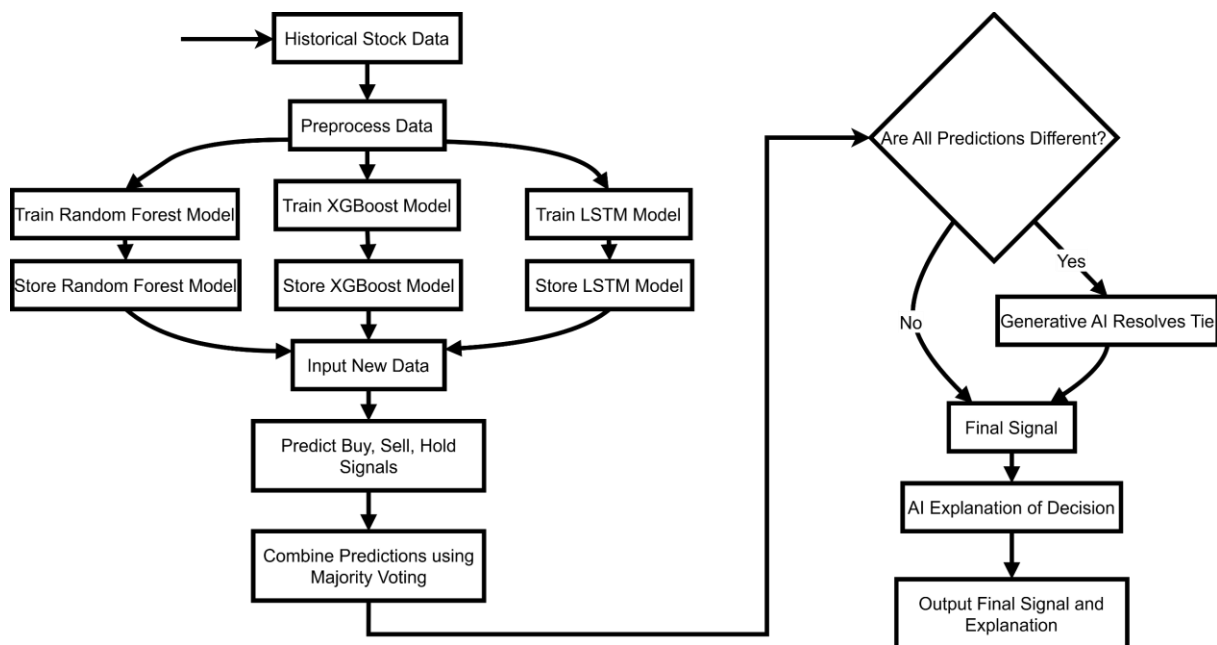 Historical Stock Data
Preprocess Data
Train Random Forest Model
Train XGBoost Model
Train LSTM Model
Store Random Forest Model
Store XGBoost Model
Store LSTM Model
Input New Data
Predict Buy, Sell, Hold
Signals
Combine Predictions using
Majority Voting
Are All Predictions Different?
Yes
No
Generative AI Resolves Tie
Final Signal
AI Explanation of Decision
Output Final Signal and
Explanation